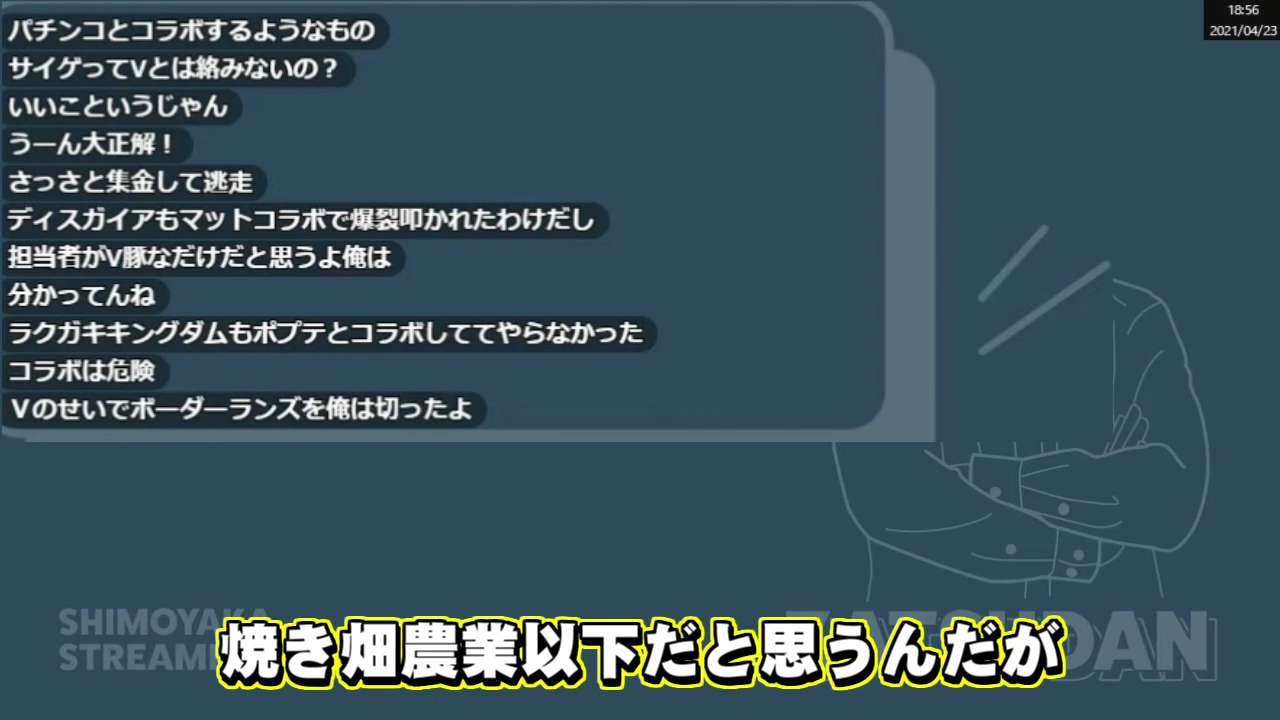 18:56
2021/04/23
パチンコとコラボするようなもの
サイゲってVとは絡みないの？
いいこというじゃん
うーん大正解！
さっさと集金して逃走
ディスガイアもマットコラボで爆裂叩かれたわけだし
担当者がV豚なだけだと思うよ俺は
分かってんね
ラクガキキングダムもポプテとコラボしててやらなかった
コラボは危険
Ｖのせいでボーダーランズを俺は切ったよ
SHIMOYAKA
焼き畑農業以下だと思うんだが